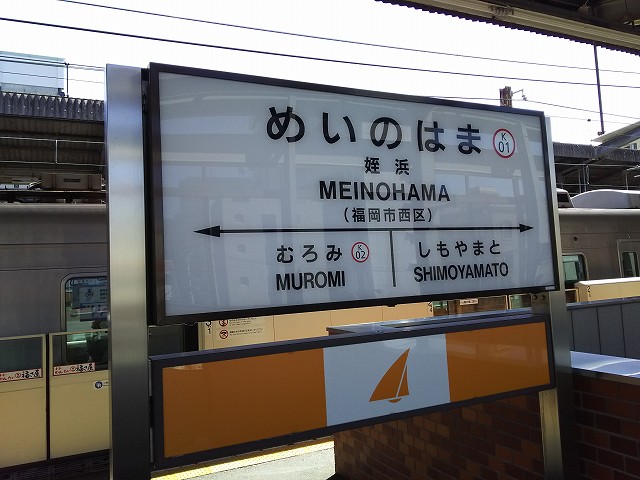 めいのはま K 01
姪浜
MEINOHAMA
(福岡市西区)
むろみ K 02
MUROMI
しもやまと
SHIMOYAMATO